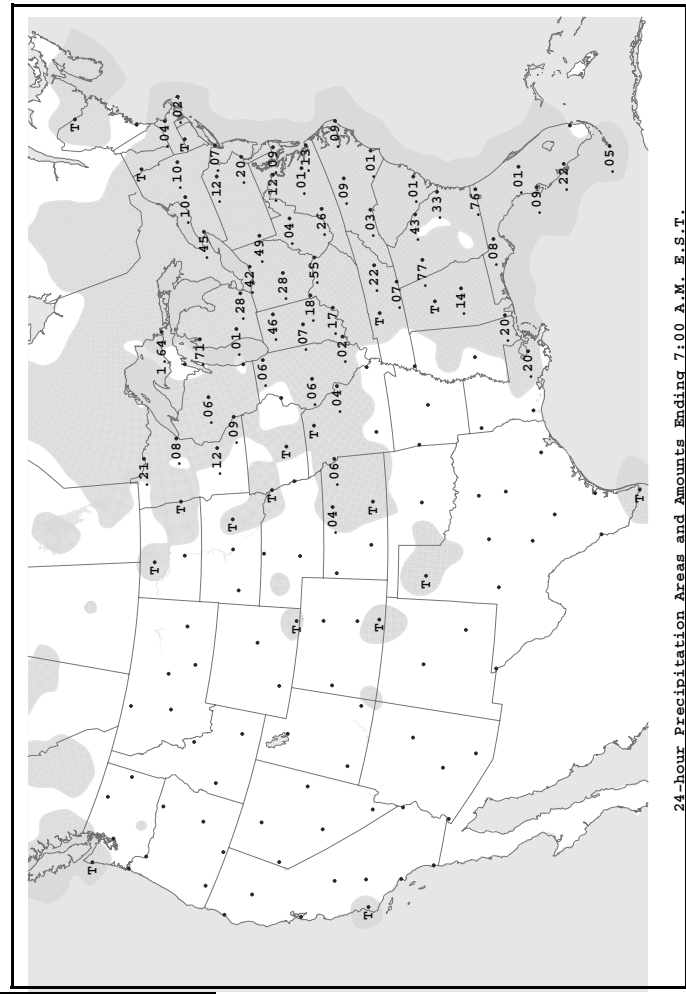 T
T
T
.21
T
1.64
.04
.08
.10
.02
T
.10
T
.71
.45
.06
.12
.12
.07
T
.09
.01
.28
.20
.42
.06
.49
T
.46
.12
.09
T
.28
.04
T
.07
.01
.13
.06
.18
T
.55
.26
.04
.06
.17
.09
.04
.02
.09
T
T
.03
.01
.22
T
T
.07
.43
.01
.77
T
T
.33
.14
.76
.08
.20
.01
.20
.22
.05
T
24-hour Precipitation Areas and Amounts Ending 7:00 A.M. E.S.T.